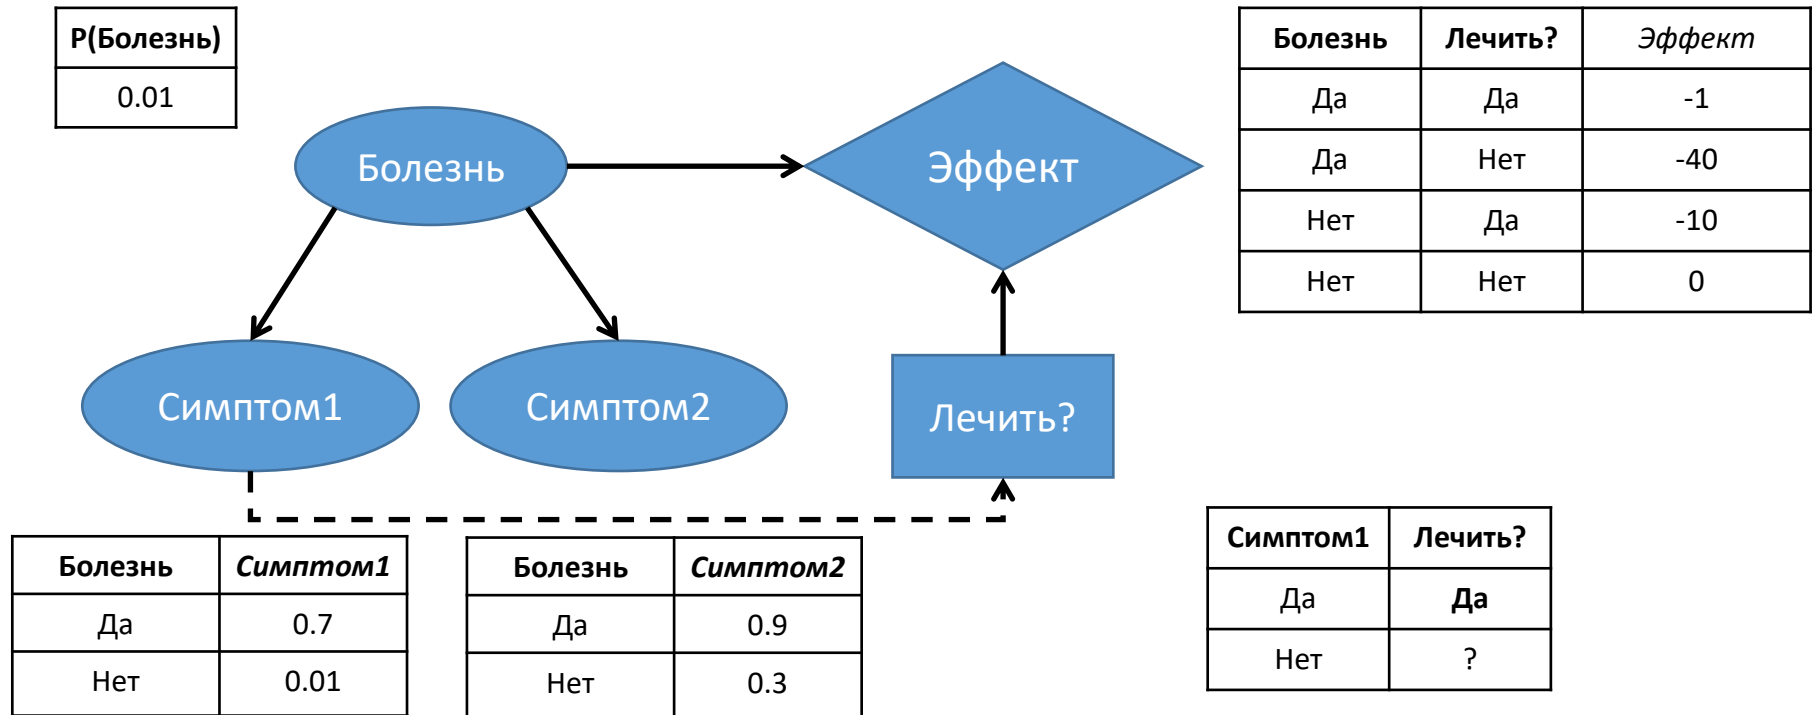 P(Болезнь)
0.01
Болезнь
Эффект
Симптом1
Симптом2
Лечить?
Болезнь Лечить? Эффект
Да Да -1
Да Нет -40
Нет Да -10
Нет Нет 0
Болезнь Симптом1
Да 0.7
Нет 0.01
Болезнь Симптом2
Да 0.9
Нет 0.3
Симптом1 Лечить?
Да Да
Нет ?